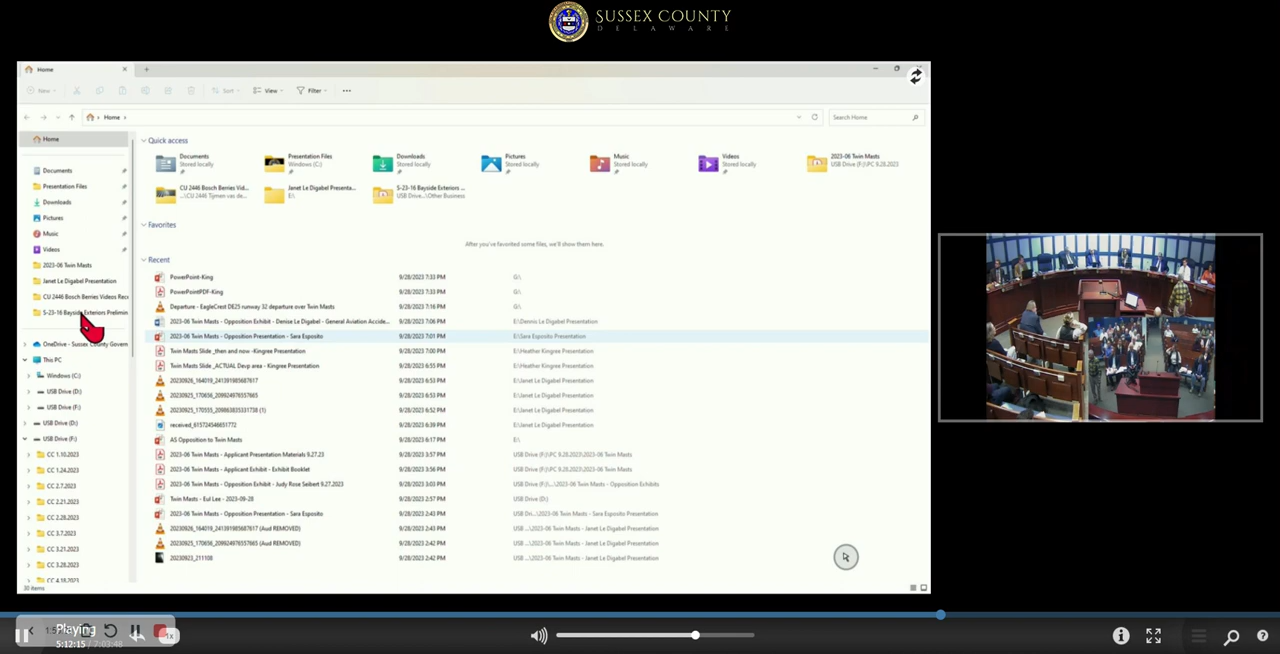 SUSSEX COUNTY
DELAWARE
Home
New
Sort
View
Filter
Home
Search Home
Home
Documents
Presentation Files
Downloads
Pictures
Music
Videos
2023-06 Twin Masts
Janet Le Digabel Presentation
CU 2446 Bosch Berries Videos Rece
S-23-16 Bayside Exteriors Prelimin
OneDrive - Sussex County Govern
This PC
Windows (C:)
USB Drive (D:)
USB Drive (F:)
USB Drive (D:)
USB Drive (F:)
CC 1.10.2023
CC 1.24.2023
CC 2.7.2023
CC 2.21.2023
CC 2.28.2023
CC 3.7.2023
CC 3.21.2023
CC 3.28.2023
CC 4.18.2023
30 items
Quick access
Documents
Stored locally
Presentation Files
Windows (C:)
Downloads
Stored locally
Pictures
Stored locally
Music
Stored locally
Videos
Stored locally
2023-06 Twin Masts
USB Drive (F:)\PC 9.28.2023
CU 2446 Bosch Berries Vid...
...\CU 2446 Tijmen vas de...
Janet Le Digabel Presenta...
E:\
S-23-16 Bayside Exteriors ...
USB Drive...\Other Business
Favorites
After you've favorited some files, we'll show them here.
Recent
PowerPoint-King 9/28/2023 7:33 PM G:\
PowerPointPDF-King 9/28/2023 7:33 PM G:\
Departure - EagleCrest DE25 runway 32 departure over Twin Masts 9/28/2023 7:16 PM G:\
2023-06 Twin Masts - Opposition Exhibit - Denise Le Digabel - General Aviation Accide... 9/28/2023 7:06 PM E:\Dennis Le Digabel Presentation
2023-06 Twin Masts - Opposition Presentation - Sara Esposito 9/28/2023 7:01 PM E:\Sara Esposito Presentation
Twin Masts Slide _then and now -Kingree Presentation 9/28/2023 7:00 PM E:\Heather Kingree Presentation
Twin Masts Slide _ACTUAL Devp area - Kingree Presentation 9/28/2023 6:55 PM E:\Heather Kingree Presentation
20230926_164019_241391985687617 9/28/2023 6:53 PM E:\Janet Le Digabel Presentation
20230925_170656_209924976557665 9/28/2023 6:53 PM E:\Janet Le Digabel Presentation
9/28/2023 6:52 PM E:\Janet Le Digabel Presentation
received_615724546651772 9/28/2023 6:39 PM E:\Janet Le Digabel Presentation
AS Opposition to Twin Masts 9/28/2023 6:17 PM E:\
2023-06 Twin Masts - Applicant Presentation Materials 9.27.23 9/28/2023 3:57 PM USB Drive (F:)\PC 9.28.2023\2023-06 Twin Masts
2023-06 Twin Masts - Applicant Exhibit - Exhibit Booklet 9/28/2023 3:56 PM USB Drive (F:)\PC 9.28.2023\2023-06 Twin Masts
2023-06 Twin Masts - Opposition Exhibit - Judy Rose Seibert 9.27.2023 9/28/2023 3:03 PM USB Drive (F:)\...\2023-06 Twin Masts - Opposition Exhibits
Twin Masts - Eul Lee - 2023-09-28 9/28/2023 2:57 PM USB Drive (D:)
2023-06 Twin Masts - Opposition Presentation - Sara Esposito 9/28/2023 2:43 PM USB Dri...\2023-06 Twin Masts - Sara Esposito Presentation
20230926_164019_241391985687617 (Aud REMOVED) 9/28/2023 2:43 PM USB ...\2023-06 Twin Masts - Janet Le Digabel Presentation
20230925_170656_209924976557665 (Aud REMOVED) 9/28/2023 2:42 PM USB ...\2023-06 Twin Masts - Janet Le Digabel Presentation
20230923_211108 9/28/2023 2:42 PM USB ...\2023-06 Twin Masts - Janet Le Digabel Presentation
Playing
5:12:15 / 7:03:48
1x